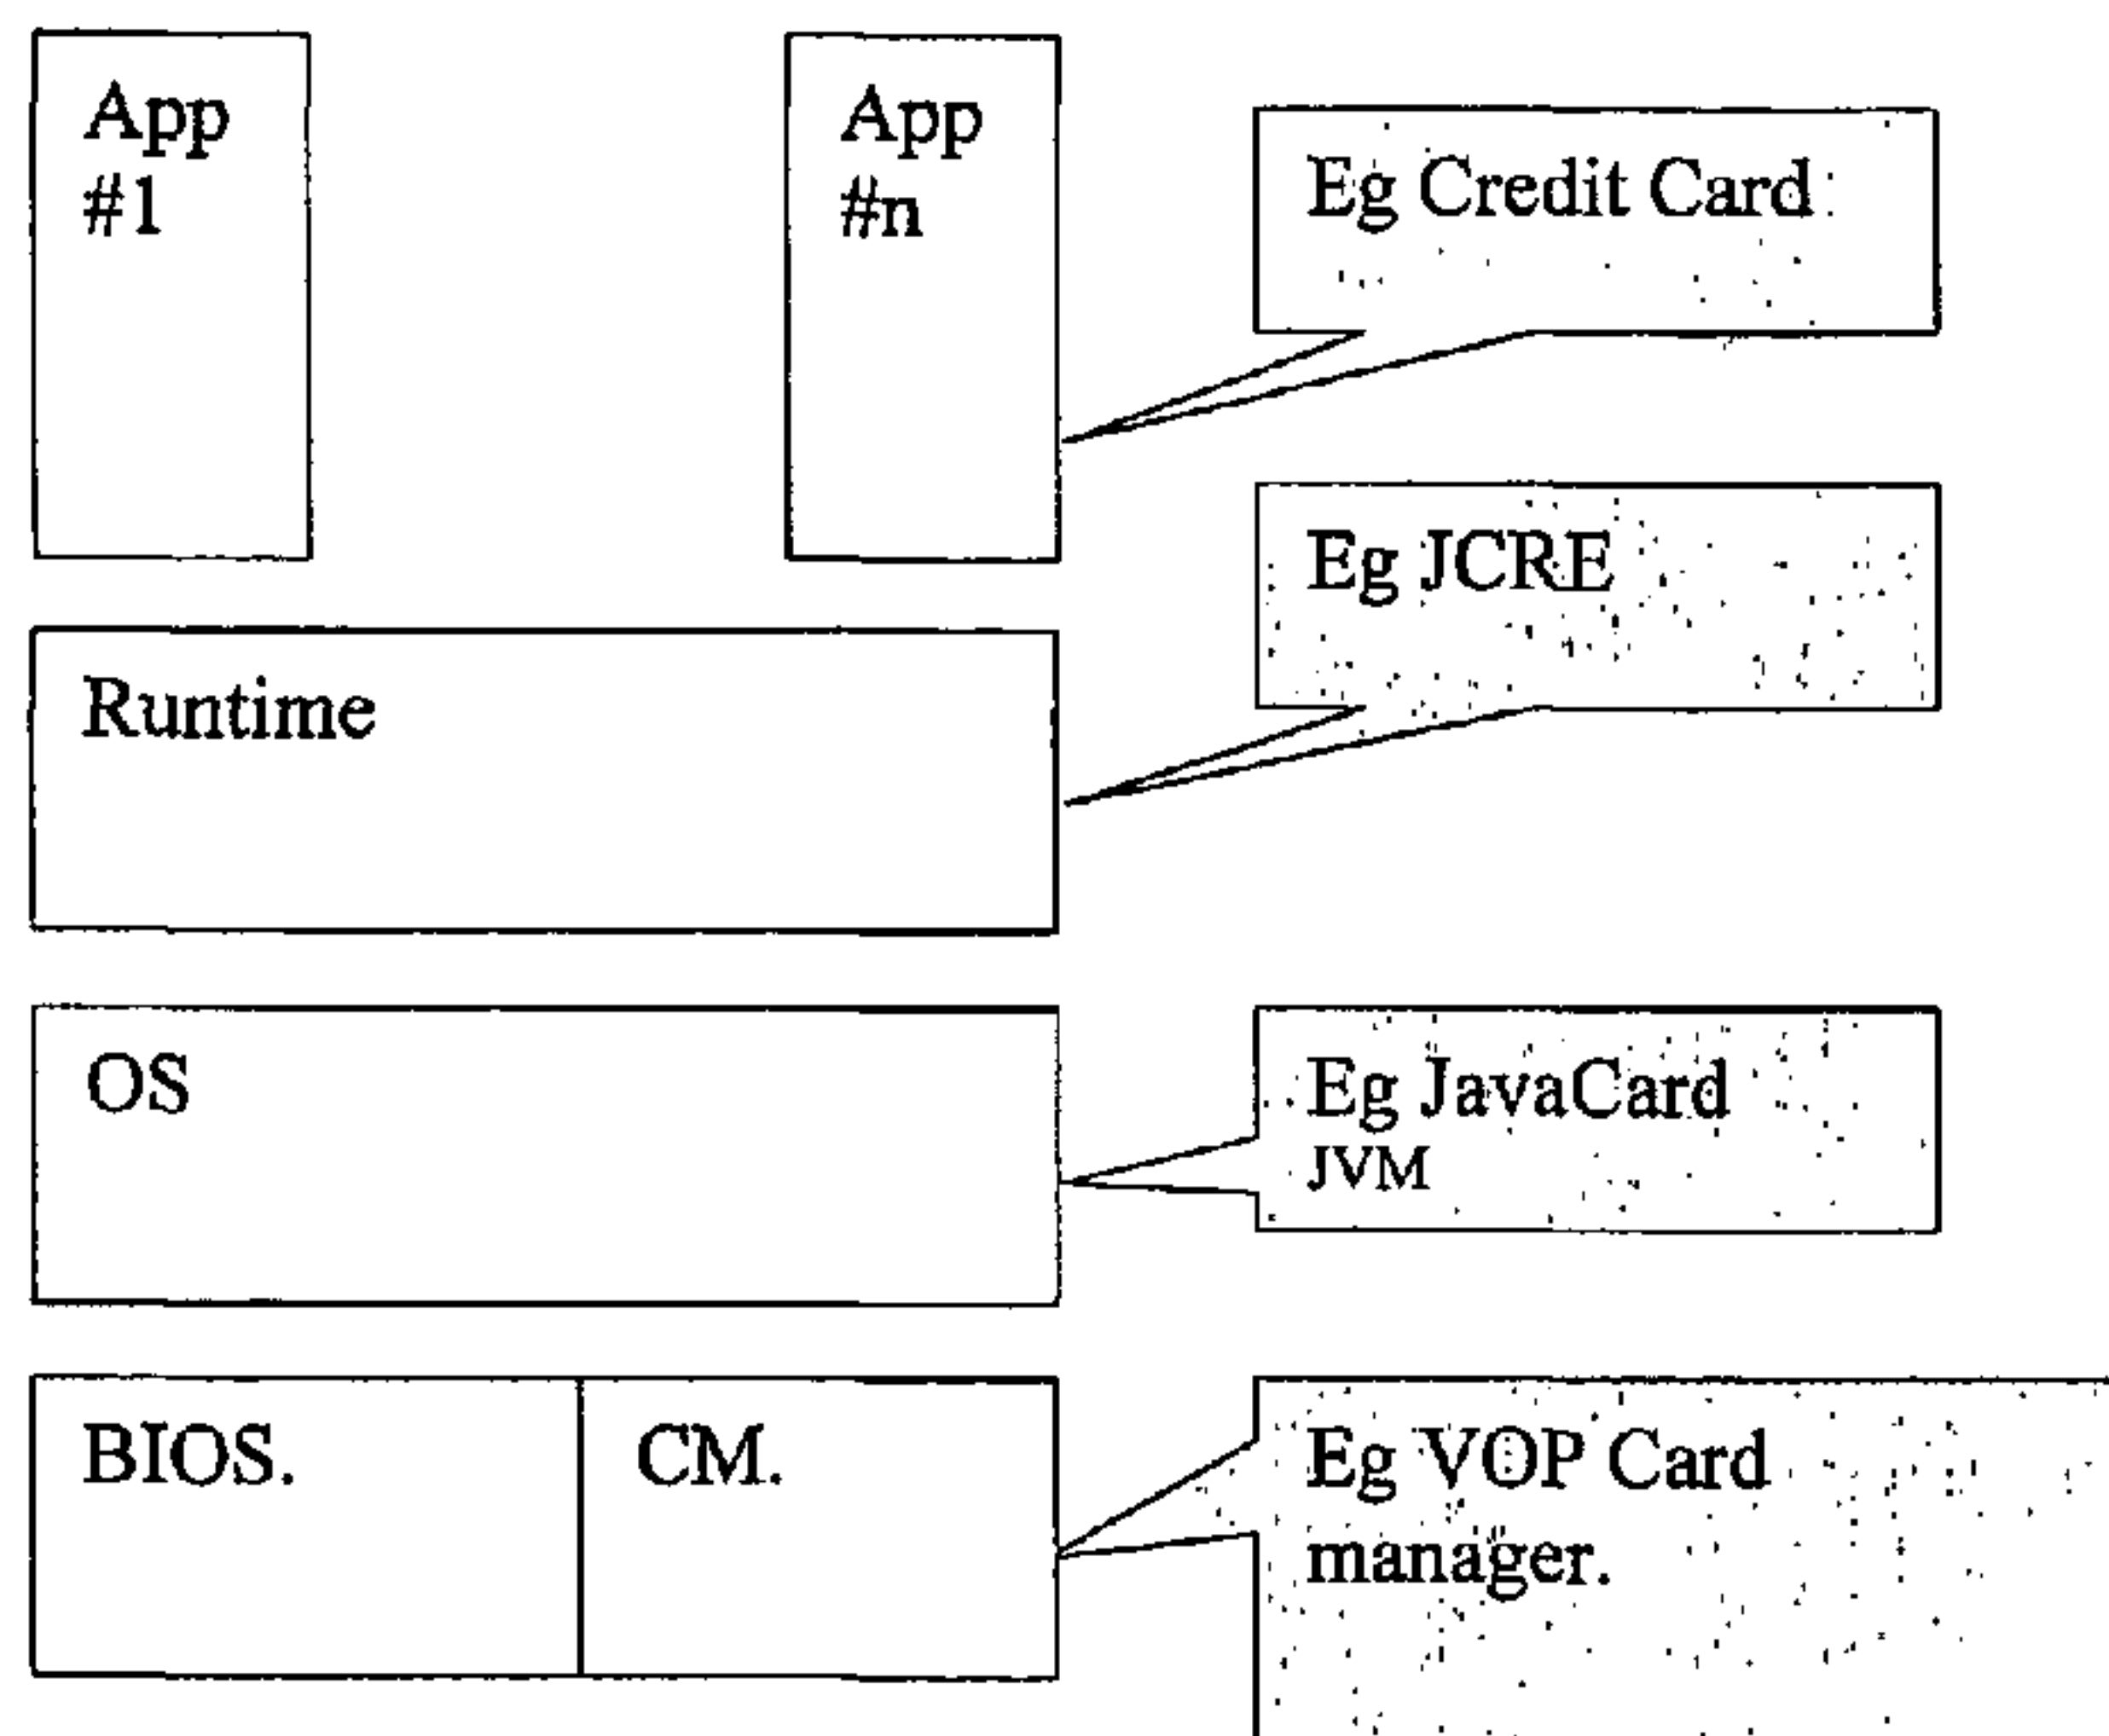 App
#1
App
#n
Eg Credit Card
Eg JCRE
Runtime
OS
Eg JavaCard
JVM
BIOS.
CM.
Eg VOP Card
manager.